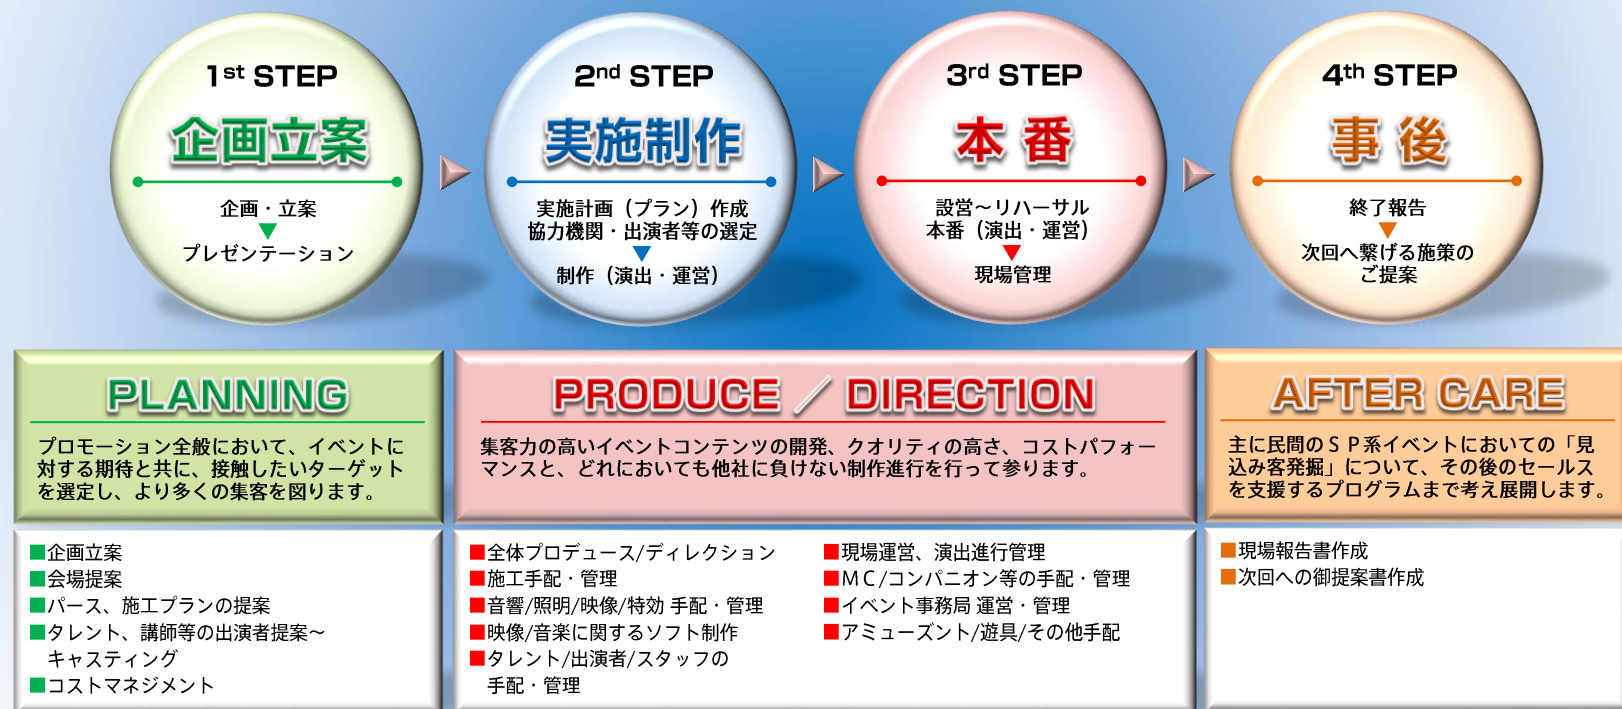 1st STEP
企画立案
企画・立案
プレゼンテーション
2nd STEP
実施制作
実施計画（プラン）作成
協力機関・出演者等の選定
制作（演出・運営）
3rd STEP
本番
設営～リハーサル
本番（演出・運営）
現場管理
4th STEP
事後
終了報告
次回へ繋げる施策の
ご提案
PLANNING
プロモーション全般において、イベントに
対する期待と共に、接触したいターゲット
を選定し、より多くの集客を図ります。
■企画立案
■会場提案
■パース、施工プランの提案
■タレント、講師等の出演者提案～
キャスティング
■コストマネジメント
PRODUCE ／ DIRECTION
集客力の高いイベントコンテンツの開発、クオリティの高さ、コストパフォー
マンスと、どれにおいても他社に負けない制作進行を行って参ります。
■全体プロデュース/ディレクション
■施工手配・管理
■音響/照明/映像/特効 手配・管理
■映像/音楽に関するソフト制作
■タレント/出演者/スタッフの
手配・管理
■現場運営、演出進行管理
■ＭＣ/コンパニオン等の手配・管理
■イベント事務局 運営・管理
■アミューズント/遊具/その他手配
AFTER CARE
主に民間のＳＰ系イベントにおいての「見
込み客発掘」について、その後のセールス
を支援するプログラムまで考え展開します。
■現場報告書作成
■次回への御提案書作成